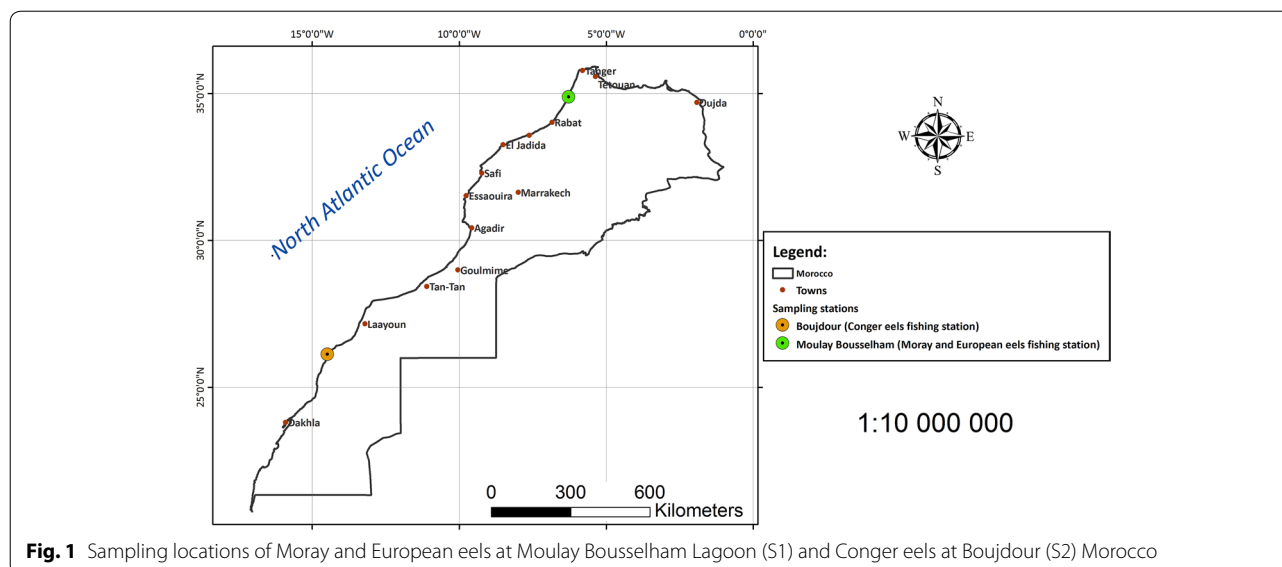 15°0'0"W 10°0'0"W 5°0'0"W 0°0'0"
35°0'0"N
30°0'0"N
25°0'0"N
North Atlantic Ocean
Tanger
Tetouan
Oujda
Rabat
El Jadida
Safi
Essaouira
Marrakech
Agadir
Goulmime
Tan-Tan
Laayoun
Dakhla
N
W E
S
Legend:
Morocco
Towns
Sampling stations
Boujdour (Conger eels fishing station)
Moulay Bousselham (Moray and European eels fishing station)
1:10 000 000
0 300 600
Kilometers
Fig. 1 Sampling locations of Moray and European eels at Moulay Bousselham Lagoon (S1) and Conger eels at Boujdour (S2) Morocco